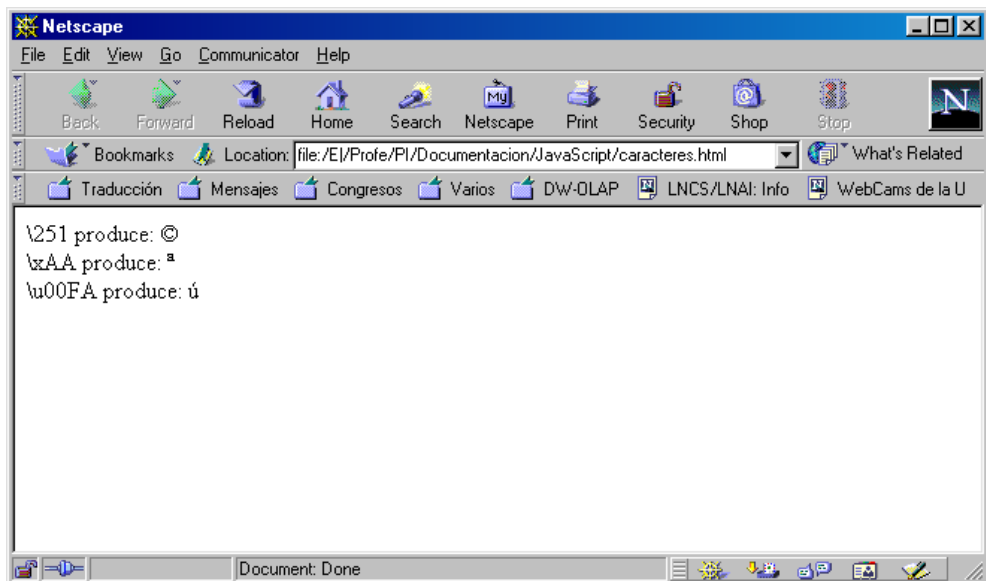 Netscape
File Edit View Go Communicator Help
Back Forward Reload Home Search Netscape Print Security Shop Stop
My
N
Bookmarks Location: file:/E|/Profe/PI/Documentacion/JavaScript/caracteres.html What's Related
Traducción Mensajes Congresos Varios DW-OLAP LNCS/LNAI: Info WebCams de la U
\251 produce: ©
\xAA produce: ª
\u00FA produce: ú
Document: Done